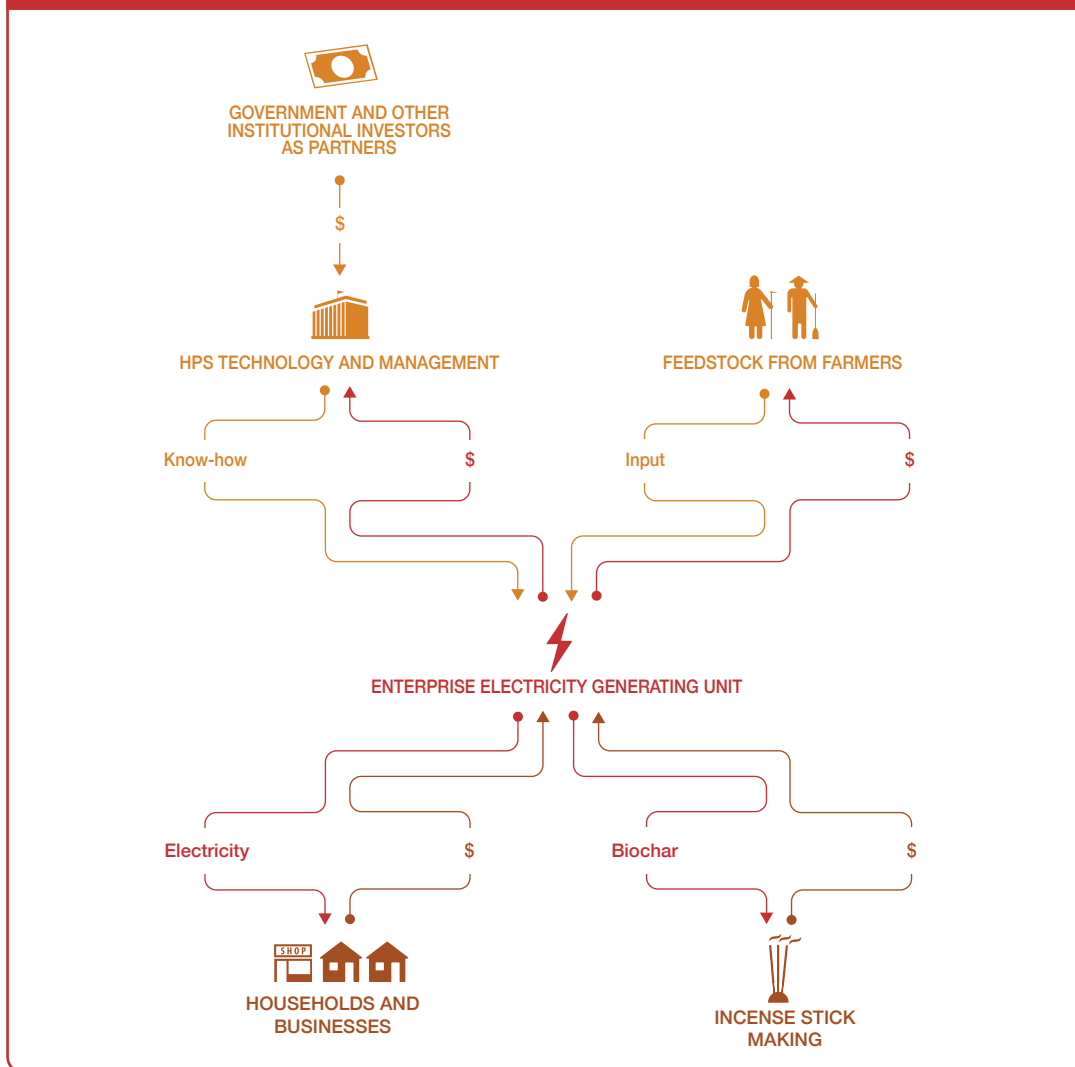 GOVERNMENT AND OTHER
INSTITUTIONAL INVESTORS
AS PARTNERS
$
HPS TECHNOLOGY AND MANAGEMENT
FEEDSTOCK FROM FARMERS
Know-how
$
Input
$
ENTERPRISE ELECTRICITY GENERATING UNIT
Electricity
$
Biochar
$
SHOP
HOUSEHOLDS AND
BUSINESSES
INCENSE STICK
MAKING